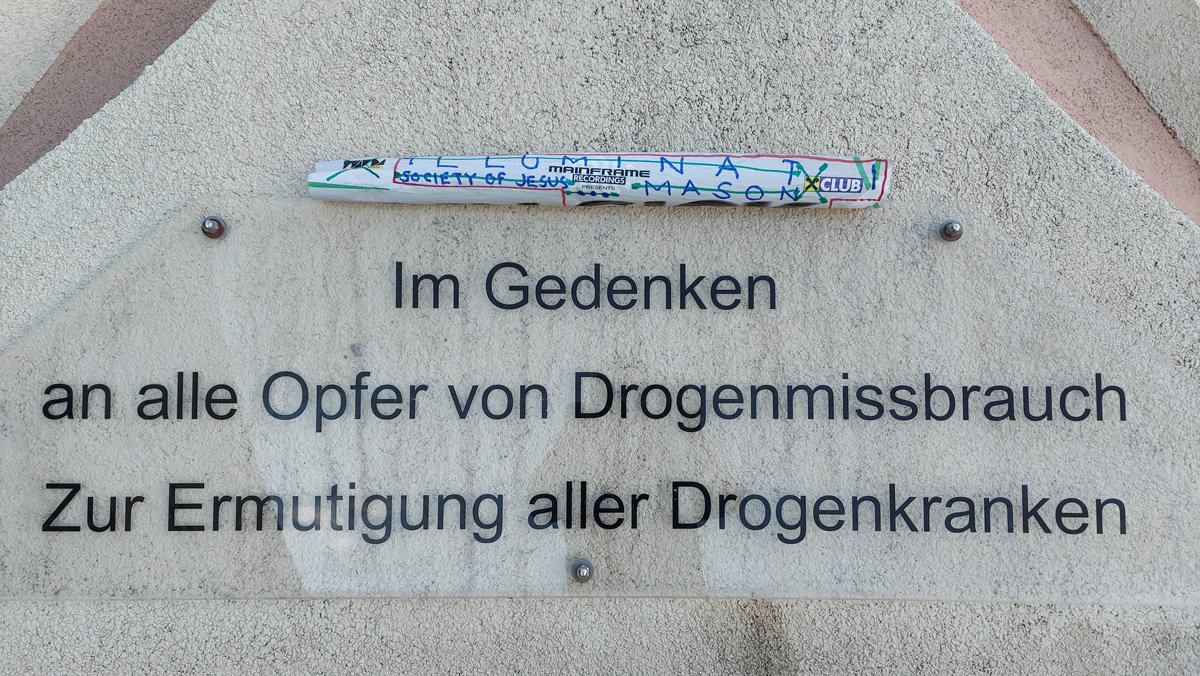 ILLUMINATI
MAINFRAME
RECORDINGS
PRESENTS
SOCIETY OF JESUS
MASON
CLUB
Im Gedenken
an alle Opfer von Drogenmissbrauch
Zur Ermutigung aller Drogenkranken